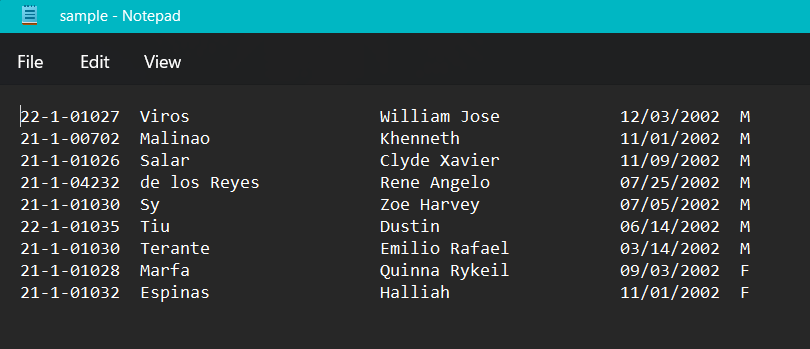 sample - Notepad
File Edit View
22-1-01027 Viros William Jose 12/03/2002 M
21-1-00702 Malinao Khenneth 11/01/2002 M
21-1-01026 Salar Clyde Xavier 11/09/2002 M
21-1-04232 de los Reyes Rene Angelo 07/25/2002 M
21-1-01030 Sy Zoe Harvey 07/05/2002 M
22-1-01035 Tiu Dustin 06/14/2002 M
21-1-01030 Terante Emilio Rafael 03/14/2002 M
21-1-01028 Marfa Quinna Rykeil 09/03/2002 F
21-1-01032 Espinas Halliah 11/01/2002 F